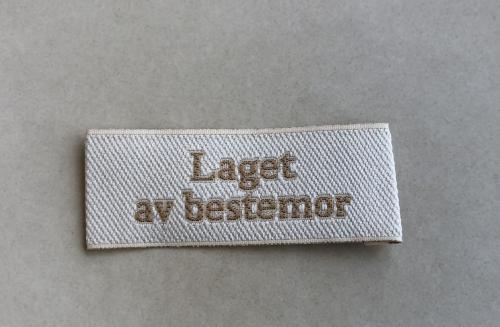 Laget
av bestemor